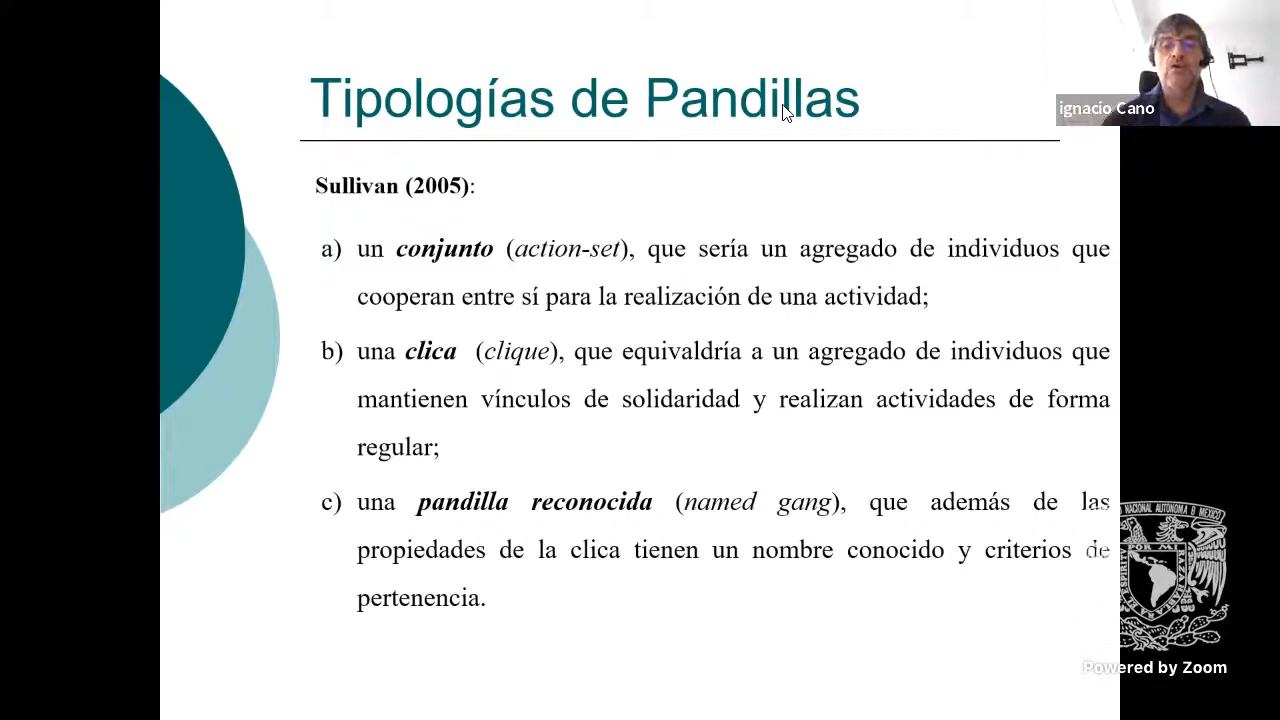 Tipologías de Pandillas
ignacio Cano
Sullivan (2005):
a) un conjunto (action-set), que sería un agregado de individuos que
cooperan entre sí para la realización de una actividad;
b) una clica (clique), que equivaldría a un agregado de individuos que
mantienen vínculos de solidaridad y realizan actividades de forma
regular;
c) una pandilla reconocida (named gang), que además de las
propiedades de la clica tienen un nombre conocido y criterios de
pertenencia.
NACIONAL AUTONOMA
MEXICO
Powered by Zoom